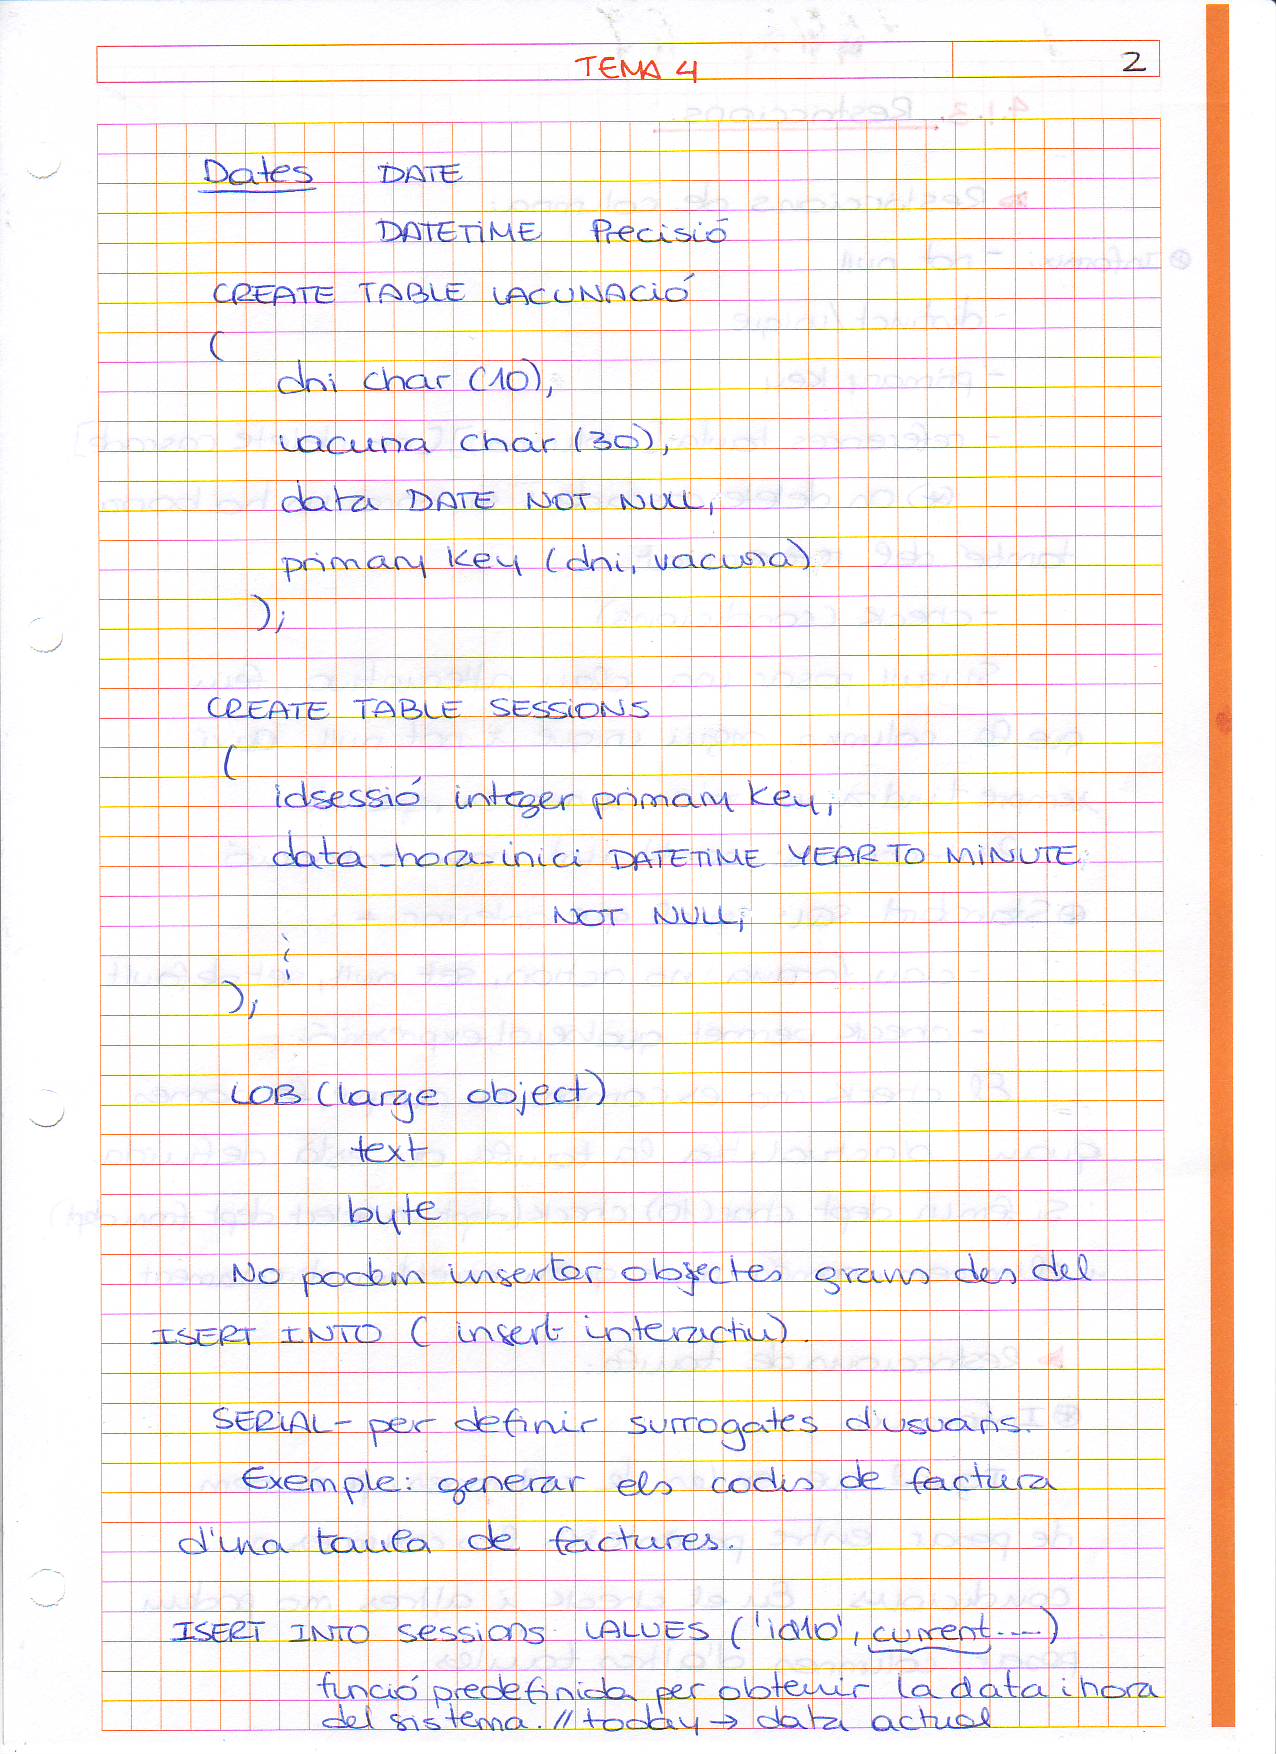 TEMA 4 2
Dates DATE
DATETIME Precisió
CREATE TABLE VACUNACIÓ
(
dni char (10),
vacuna char (30),
data DATE NOT NULL,
primary key (dni, vacuna)
);
CREATE TABLE SESSIONS
(
idsessió integer primary key,
data_hora_inici DATETIME YEAR TO MINUTE
NOT NULL,
⋮
);
LOB (large object)
text
byte
No podem insertar objectes grans des del
ISERT INTO (insert interactiu).
SERIAL - per definir surrogates d'usuaris.
Exemple: generar els codis de factura
d'una taula de factures.
ISERT INTO sessions VALUES ('id10', current....)
funció predefinida per obtenir la data i hora
del sistema. // today → data actual